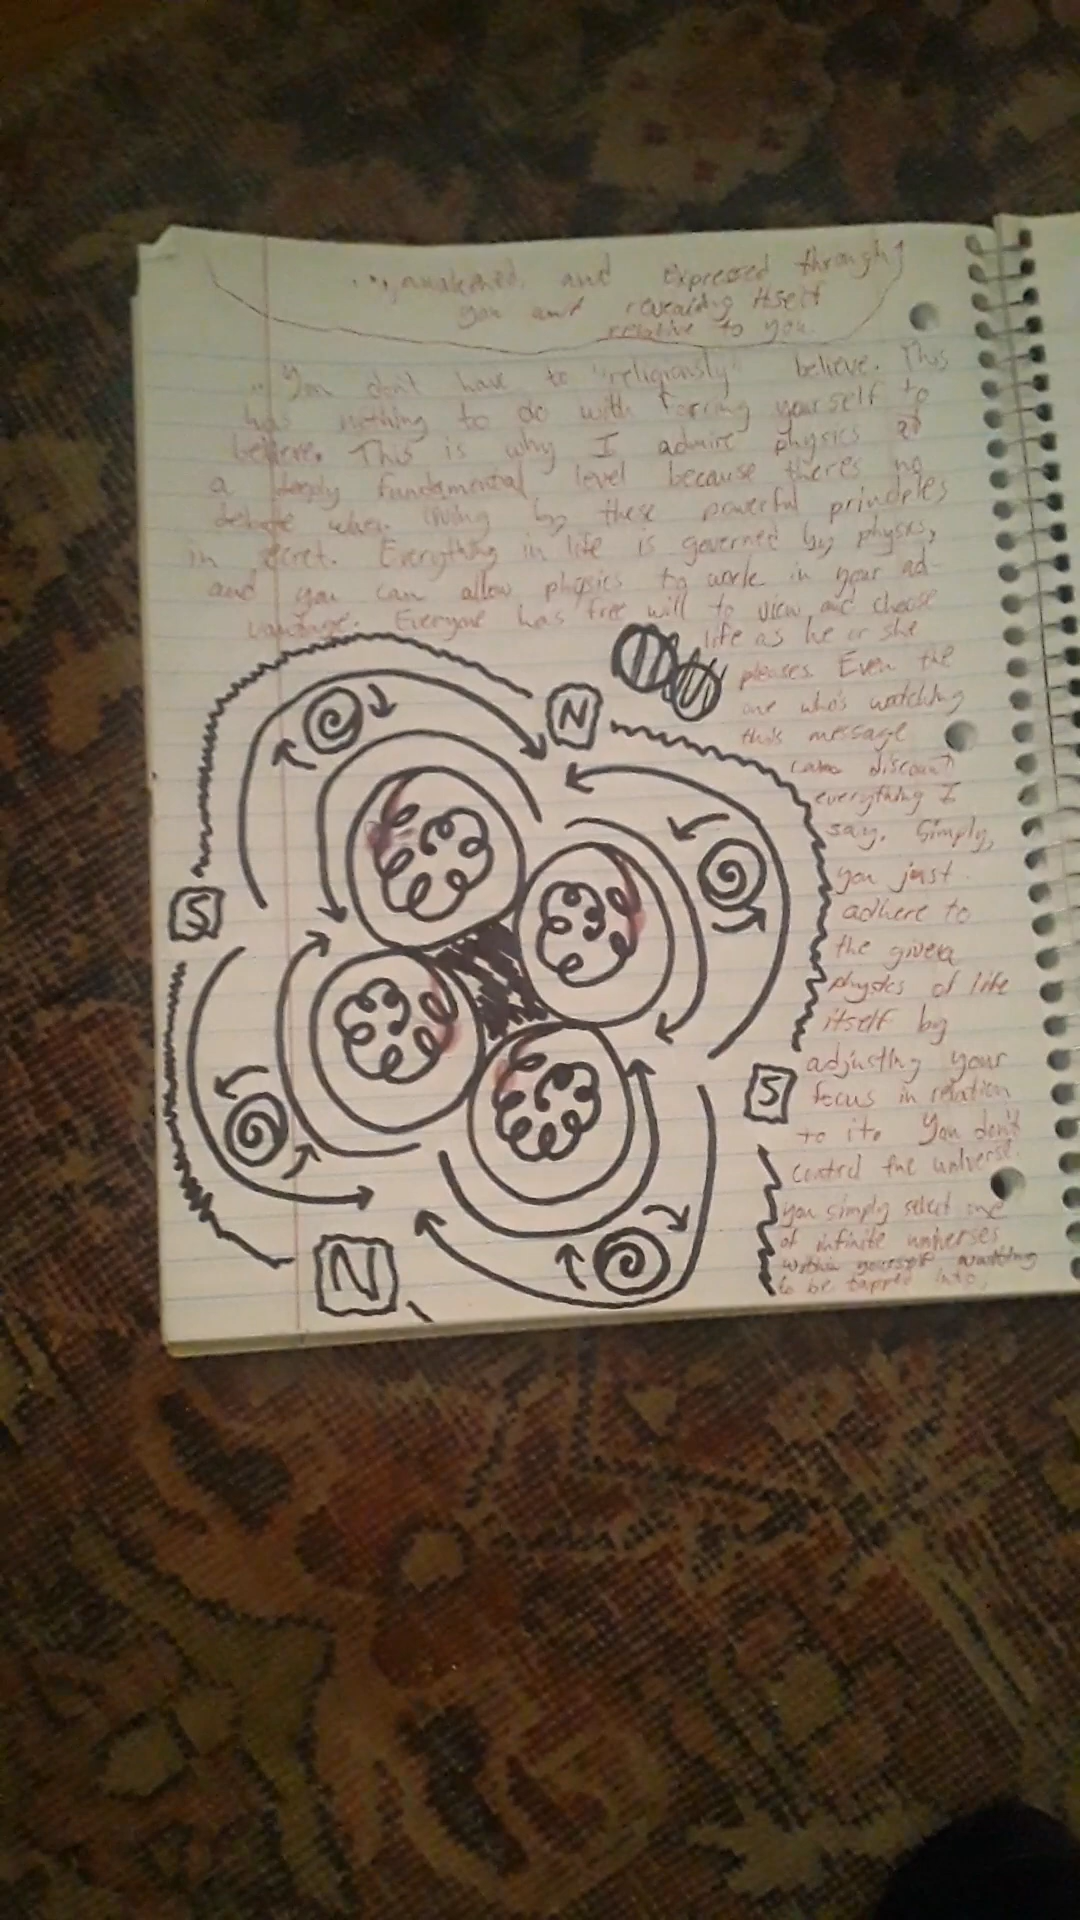 ..., awakened, and expressed through
you and revealing itself
relative to you.
"You don't have to "religiously" believe. This
has nothing to do with forcing yourself to
believe. This is why I admire physics at
a deeply fundamental level because theres no
debate when living by these powerful principles
in secret. Everything in life is governed by physics,
and you can allow physics to work in your ad-
vantage. Everyone has free will to view and choose
life as he or she
pleases. Even the
one who's watching
this message
can discount
everything I
say. Simply,
you just
adhere to
the given
physics of life
itself by
adjusting your
focus in relation
to it. You don't
control the universe.
you simply select one
of infinite universes
within yourself waiting
to be tapped into.
N
S
S
N